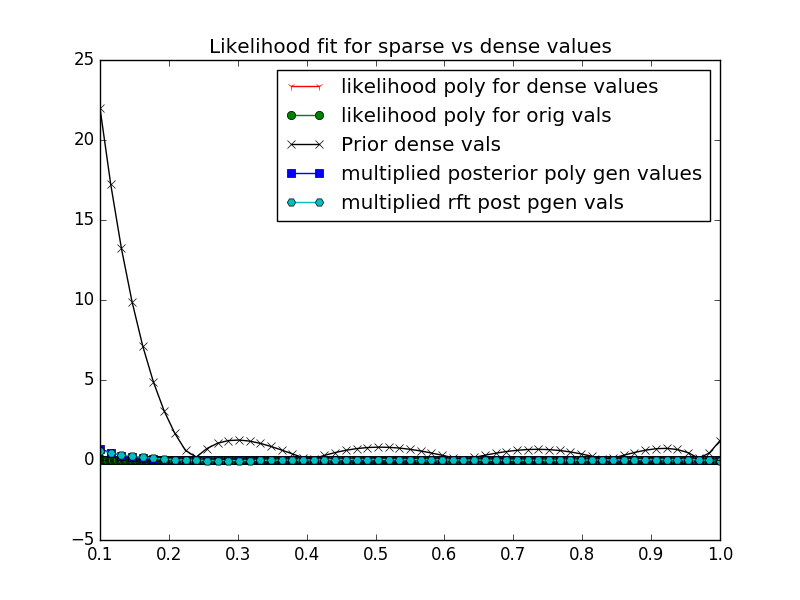 Likelihood fit for sparse vs dense values
25
likelihood poly for dense values
likelihood poly for orig vals
Prior dense vals
multiplied posterior poly gen values
multiplied rft post pgen vals
20
15
10
5
0
−5
0.1 0.2 0.3 0.4 0.5 0.6 0.7 0.8 0.9 1.0